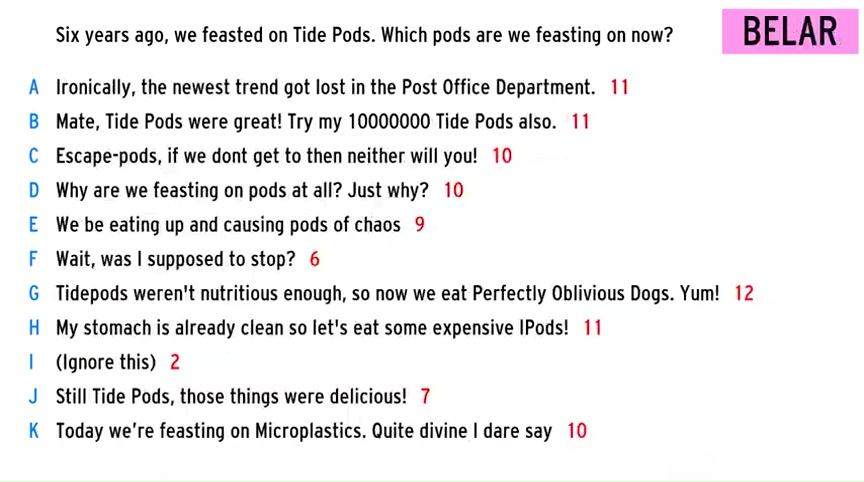 Six years ago, we feasted on Tide Pods. Which pods are we feasting on now?
BELAR
A Ironically, the newest trend got lost in the Post Office Department. 11
B Mate, Tide Pods were great! Try my 10000000 Tide Pods also. 11
C Escape-pods, if we dont get to then neither will you! 10
D Why are we feasting on pods at all? Just why? 10
E We be eating up and causing pods of chaos 9
F Wait, was I supposed to stop? 6
G Tidepods weren't nutritious enough, so now we eat Perfectly Oblivious Dogs. Yum! 12
H My stomach is already clean so let's eat some expensive IPods! 11
I (Ignore this) 2
J Still Tide Pods, those things were delicious! 7
K Today we're feasting on Microplastics. Quite divine I dare say 10